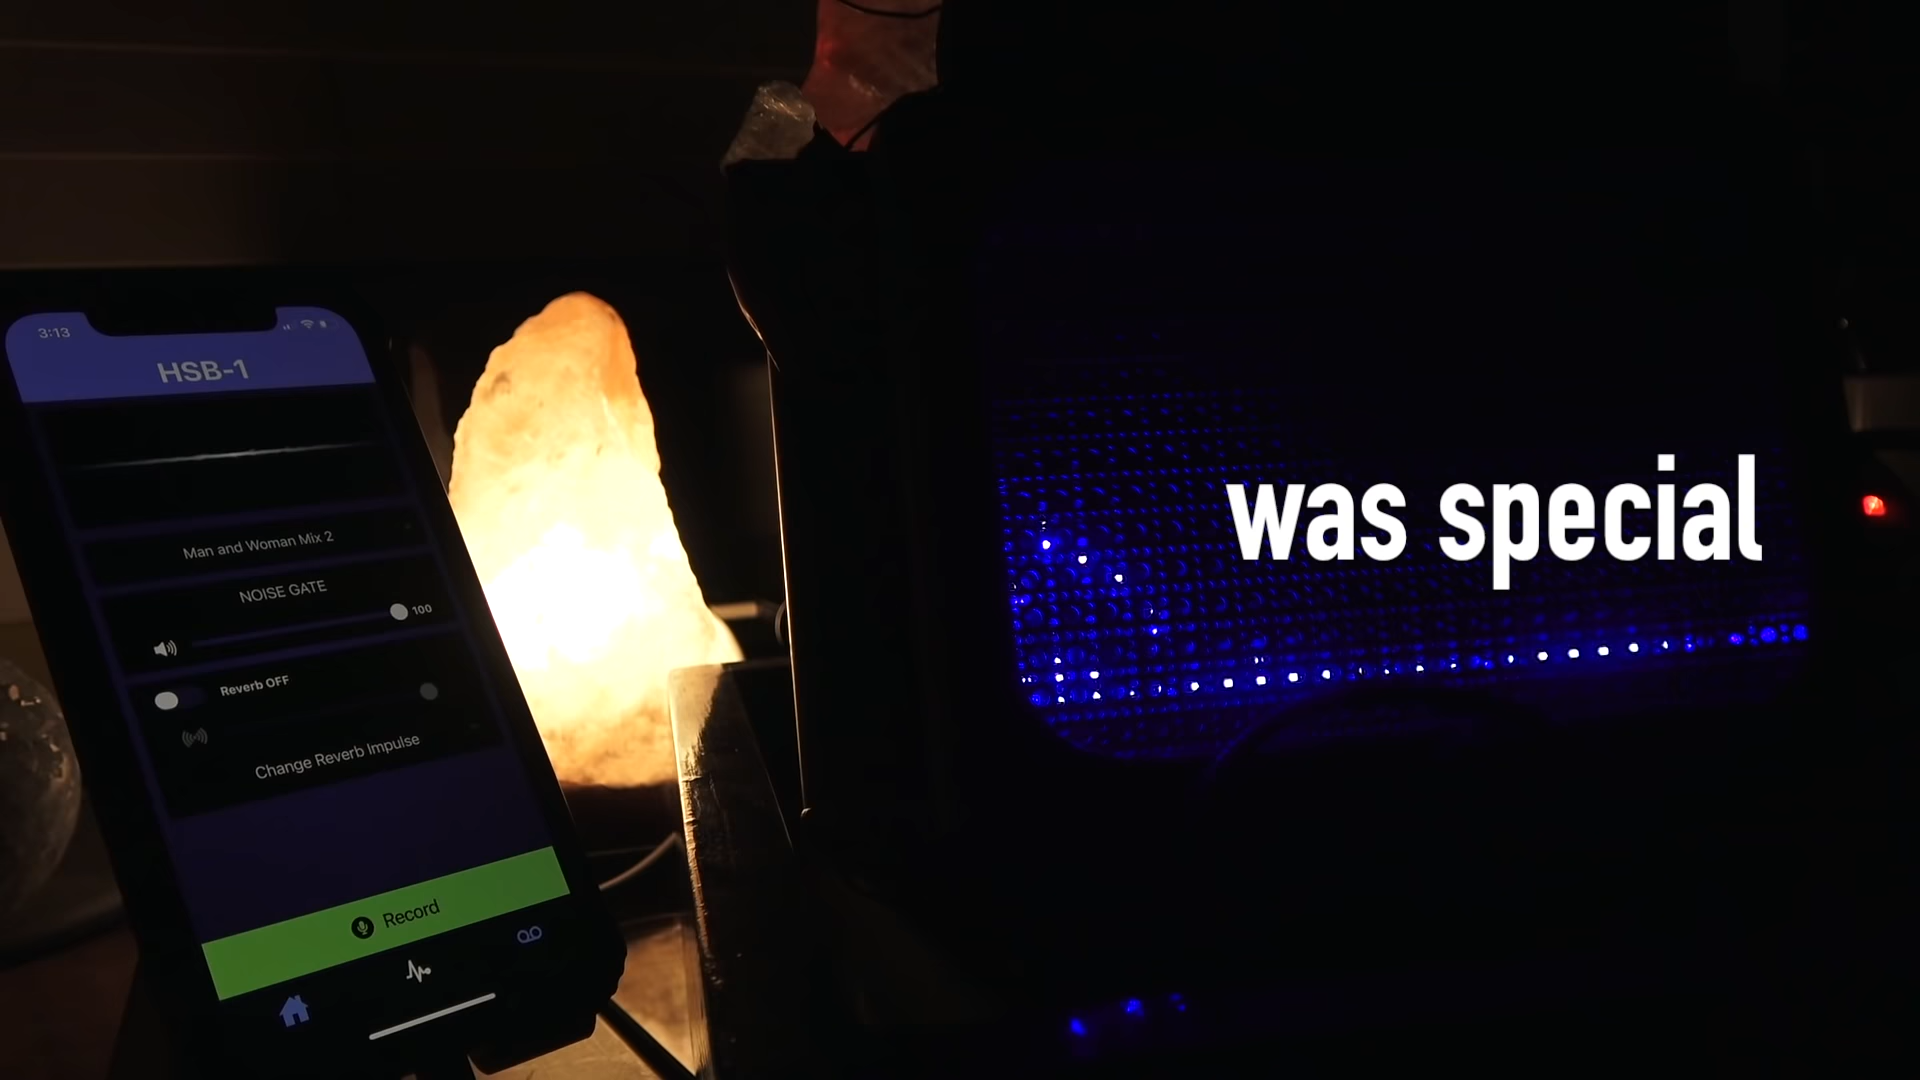 3:13
HSB-1
Man and Woman Mix 2
NOISE GATE
100
Reverb OFF
Change Reverb Impulse
Record
was special